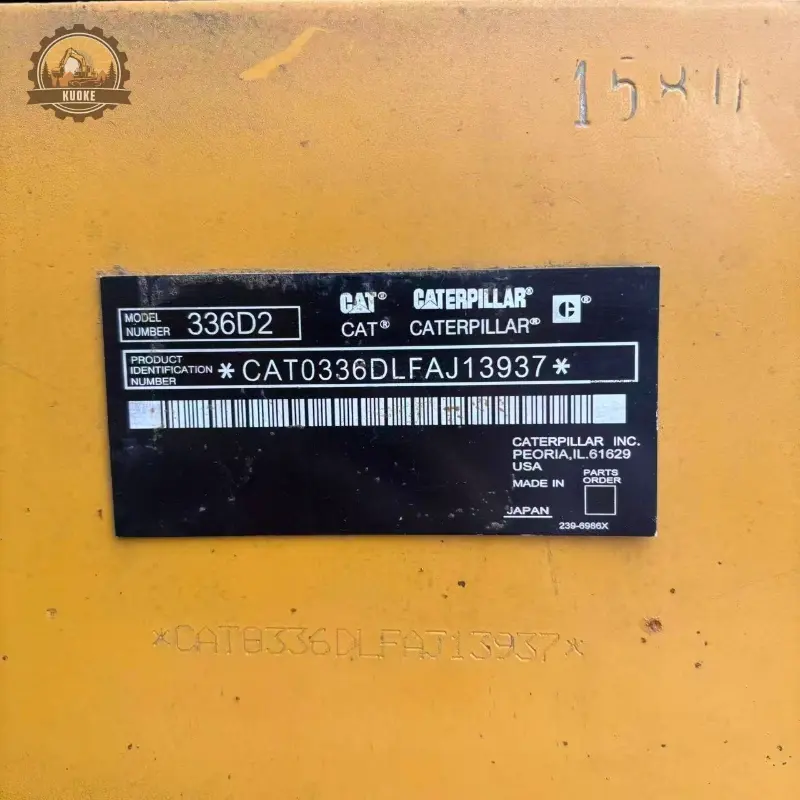 KUOKE
MODEL NUMBER 336D2
CAT® CATERPILLAR® C®
CAT® CATERPILLAR®
PRODUCT IDENTIFICATION NUMBER *CAT0336DLFAJ13937*
CATERPILLAR INC.
PEORIA,IL.61629
USA
MADE IN JAPAN
PARTS ORDER
239-6986X
*CAT0336DLFAJ13937*